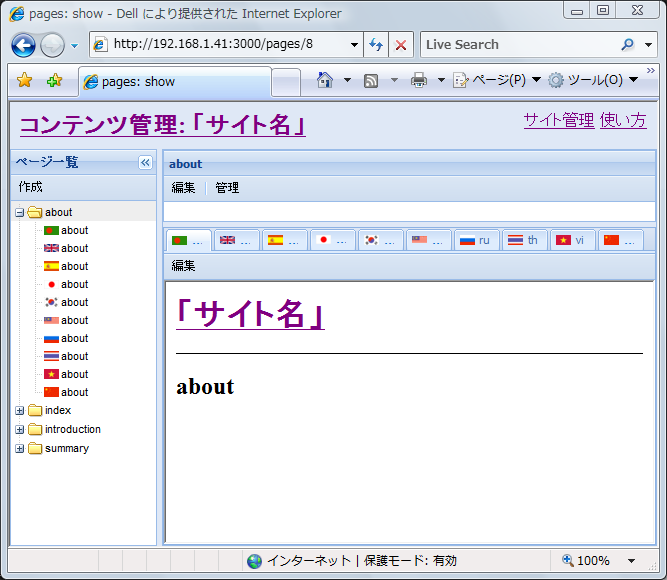 pages: show - Dell により提供された Internet Explorer
http://192.168.1.41:3000/pages/8
Live Search
pages: show
ページ(P)
ツール(O)
»
コンテンツ管理: 「サイト名」
サイト管理 使い方
ページ一覧
作成
about
about
about
about
about
about
about
about
about
about
about
index
introduction
summary
about
編集 管理
... ... ... ... ... ... ru th vi ...
編集
「サイト名」
about
インターネット | 保護モード: 有効
100%